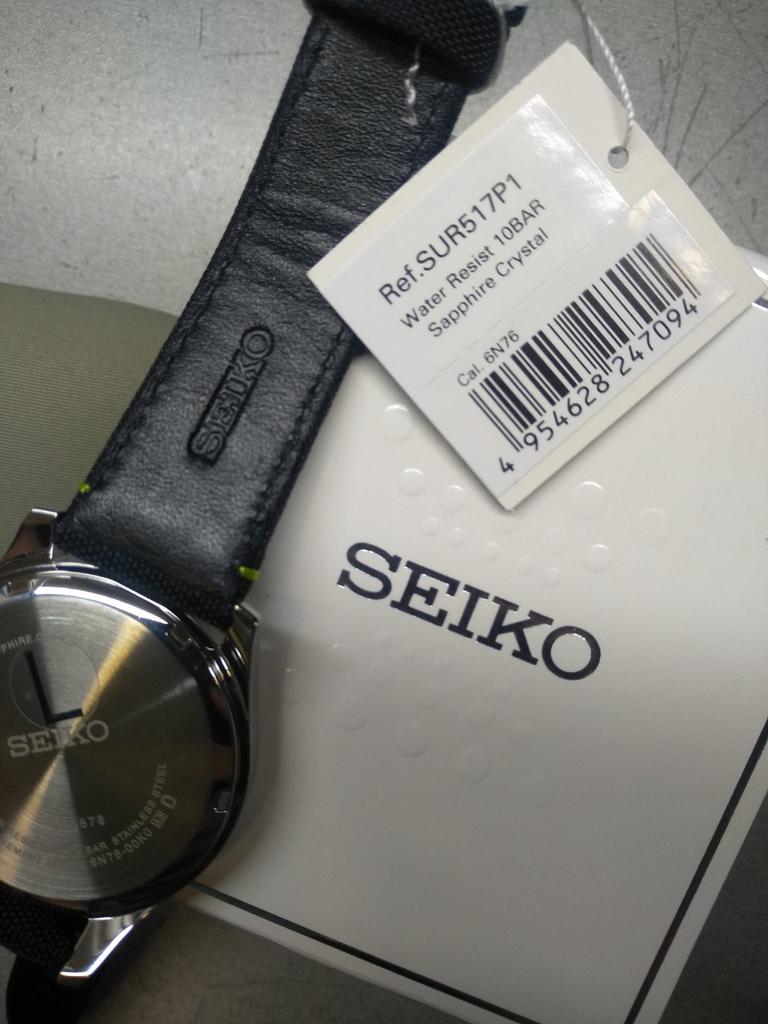 Ref.SUR517P1
Water Resist 10BAR
Sapphire Crystal
Cal. 6N76
4 954628 247094
SEIKO
SEIKO
SEIKO
578
BAR STAINLESS STEEL
6N76-00K0